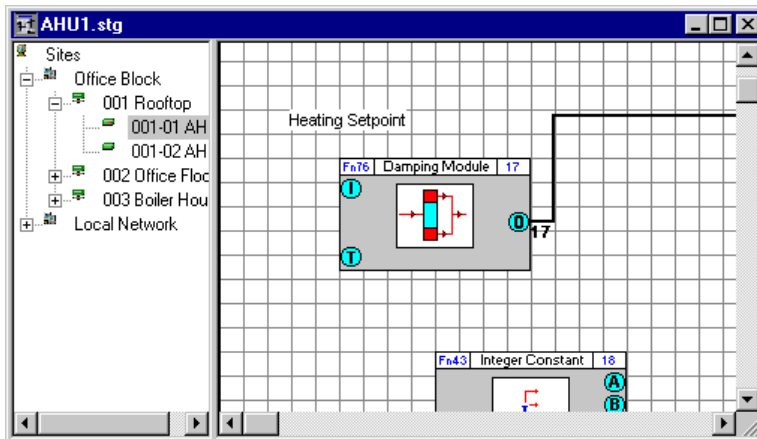 AHU1.stg
Sites
Office Block
001 Rooftop
001-01 AH
001-02 AH
002 Office Floo
003 Boiler Hou
Local Network
Heating Setpoint
Fn76 Damping Module 17
I
O
17
T
Fn43 Integer Constant 18
A
B